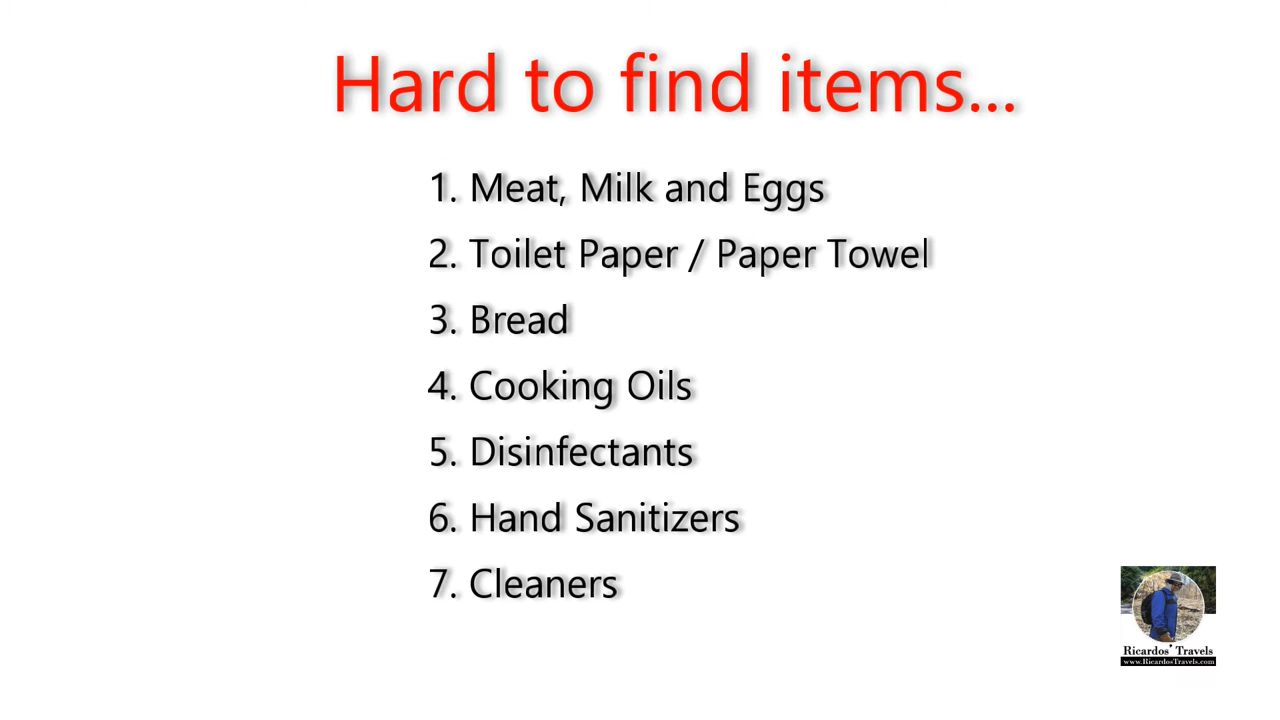 Hard to find items...
1. Meat, Milk and Eggs
2. Toilet Paper / Paper Towel
3. Bread
4. Cooking Oils
5. Disinfectants
6. Hand Sanitizers
7. Cleaners
Ricardos' Travels
www.RicardosTravels.com